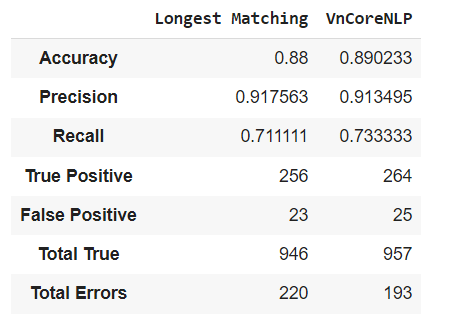 Longest Matching VnCoreNLP
Accuracy 0.88 0.890233
Precision 0.917563 0.913495
Recall 0.711111 0.733333
True Positive 256 264
False Positive 23 25
Total True 946 957
Total Errors 220 193